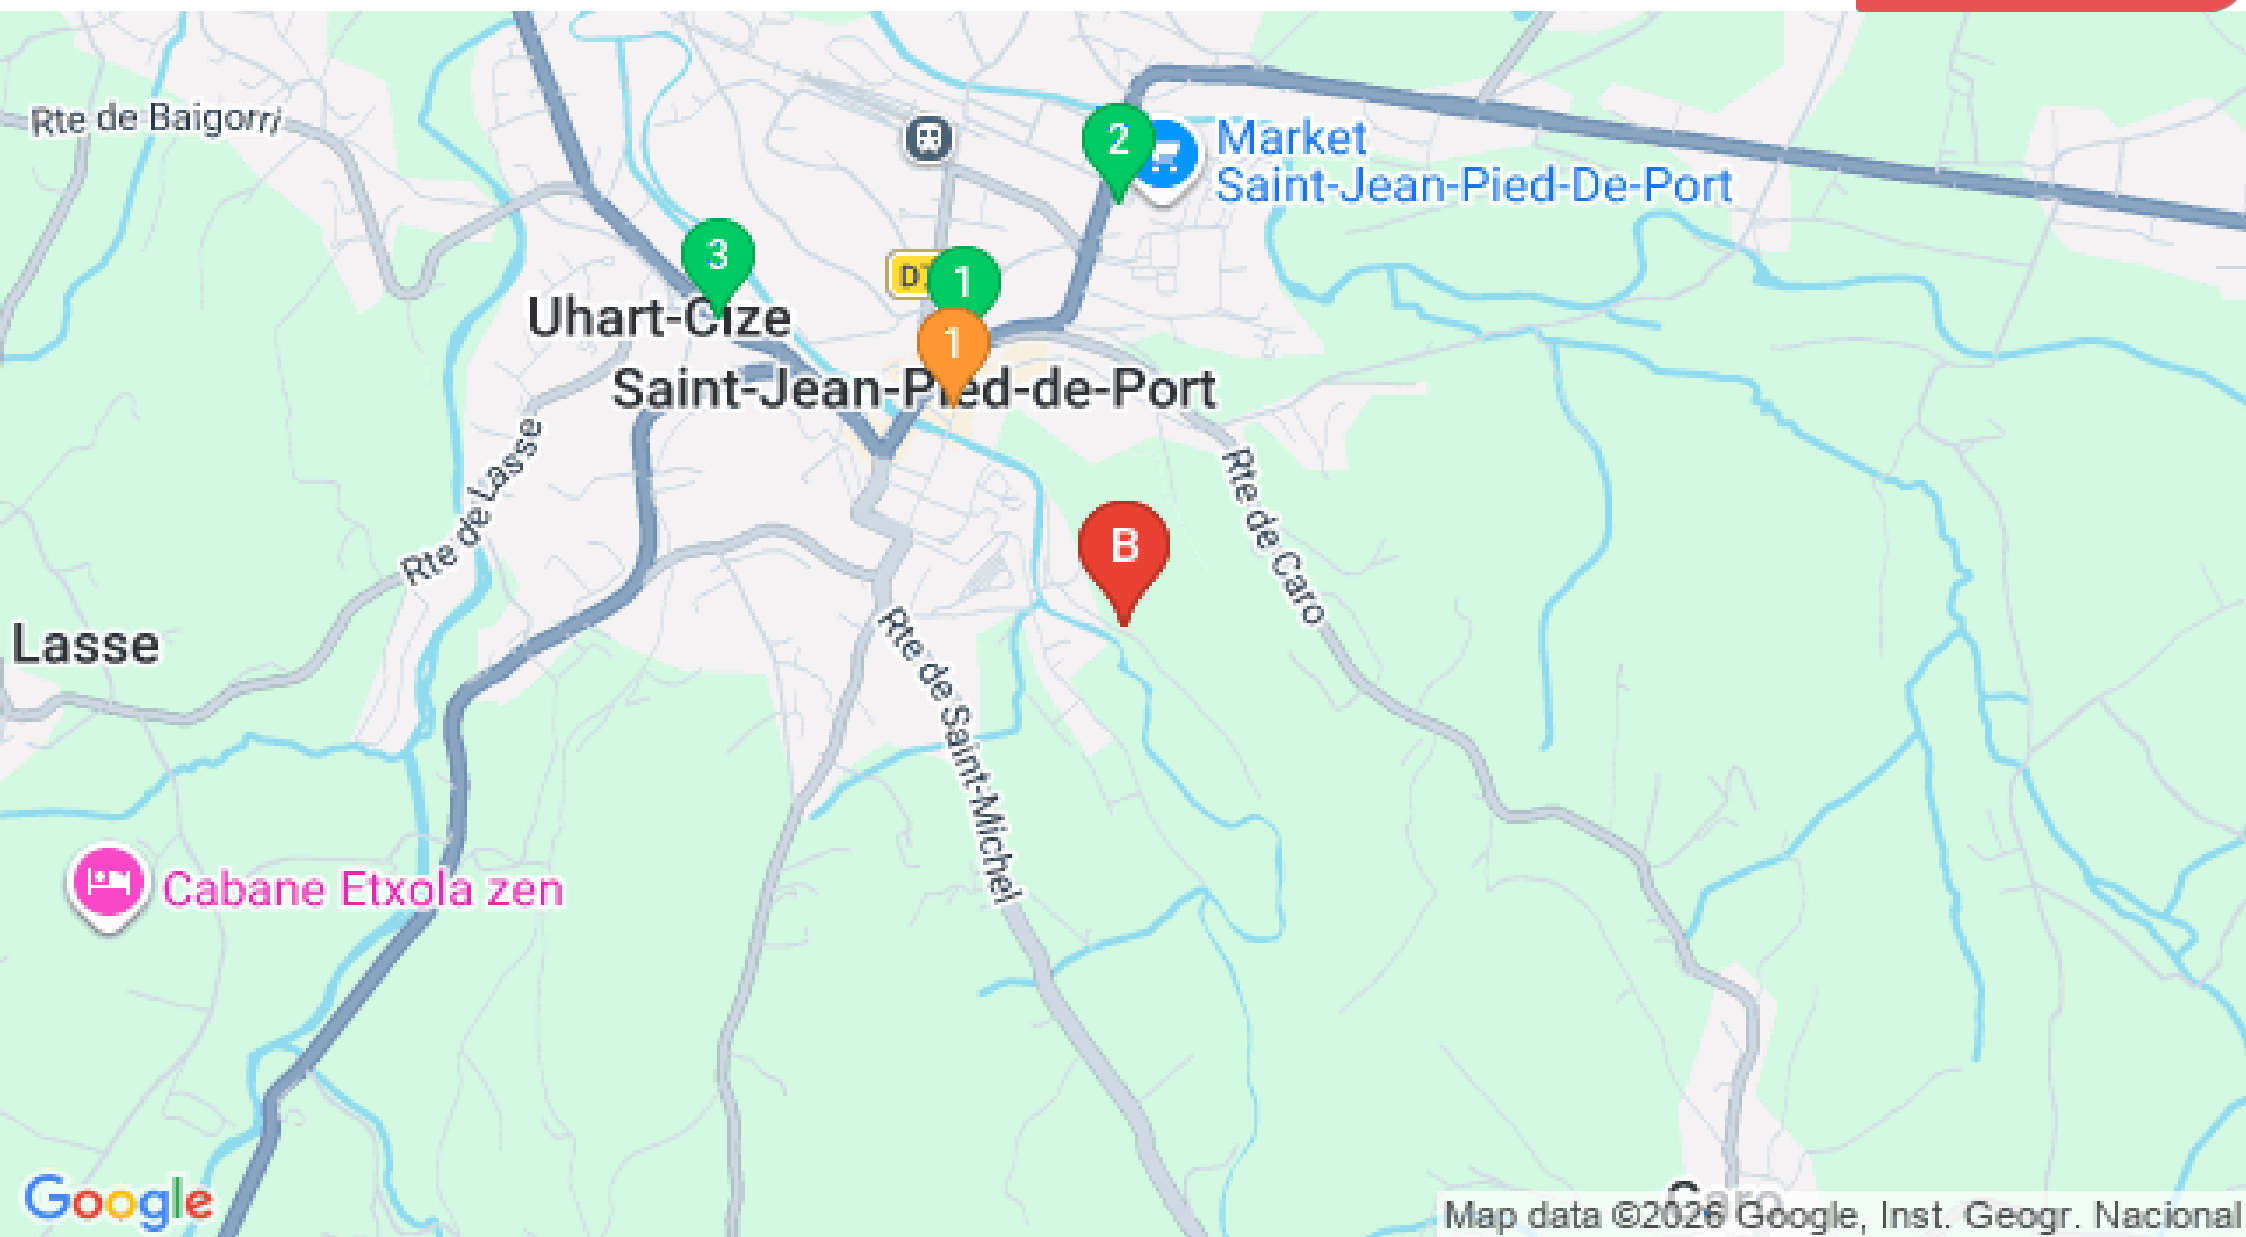 Rte de Baigorri
2
Market
Saint-Jean-Pied-De-Port
3
1
Uhart-Cize
1
Saint-Jean-Pied-de-Port
Rte de Lasse
Rte de Caro
B
Lasse
Rte de Saint-Michel
Cabane Etxola zen
Caro
Google
Map data ©2026 Google, Inst. Geogr. Nacional